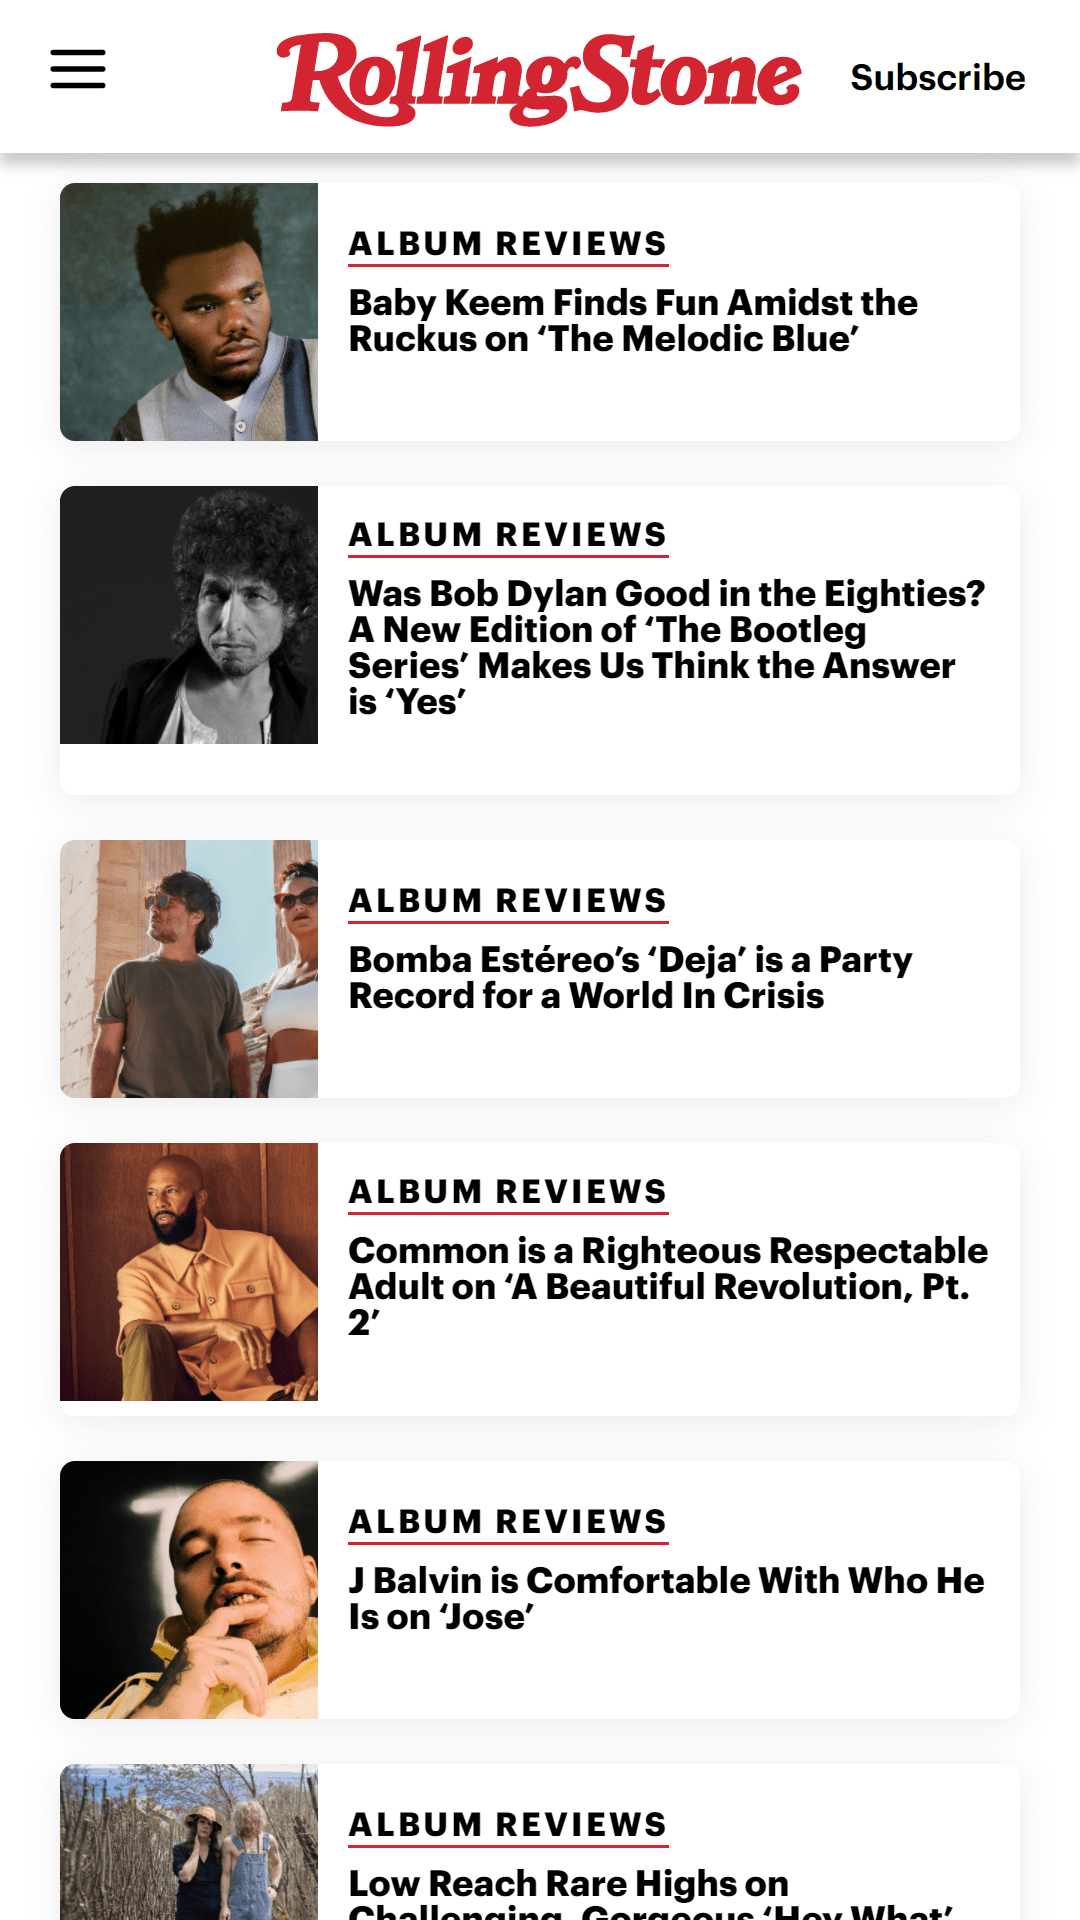 RollingStone
Subscribe
ALBUM REVIEWS
Baby Keem Finds Fun Amidst the
Ruckus on ‘The Melodic Blue’
ALBUM REVIEWS
Was Bob Dylan Good in the Eighties?
A New Edition of ‘The Bootleg
Series’ Makes Us Think the Answer
is ‘Yes’
ALBUM REVIEWS
Bomba Estéreo’s ‘Deja’ is a Party
Record for a World In Crisis
ALBUM REVIEWS
Common is a Righteous Respectable
Adult on ‘A Beautiful Revolution, Pt.
2’
ALBUM REVIEWS
J Balvin is Comfortable With Who He
Is on ‘Jose’
ALBUM REVIEWS
Low Reach Rare Highs on
Challenging, Gorgeous ‘Hey What’